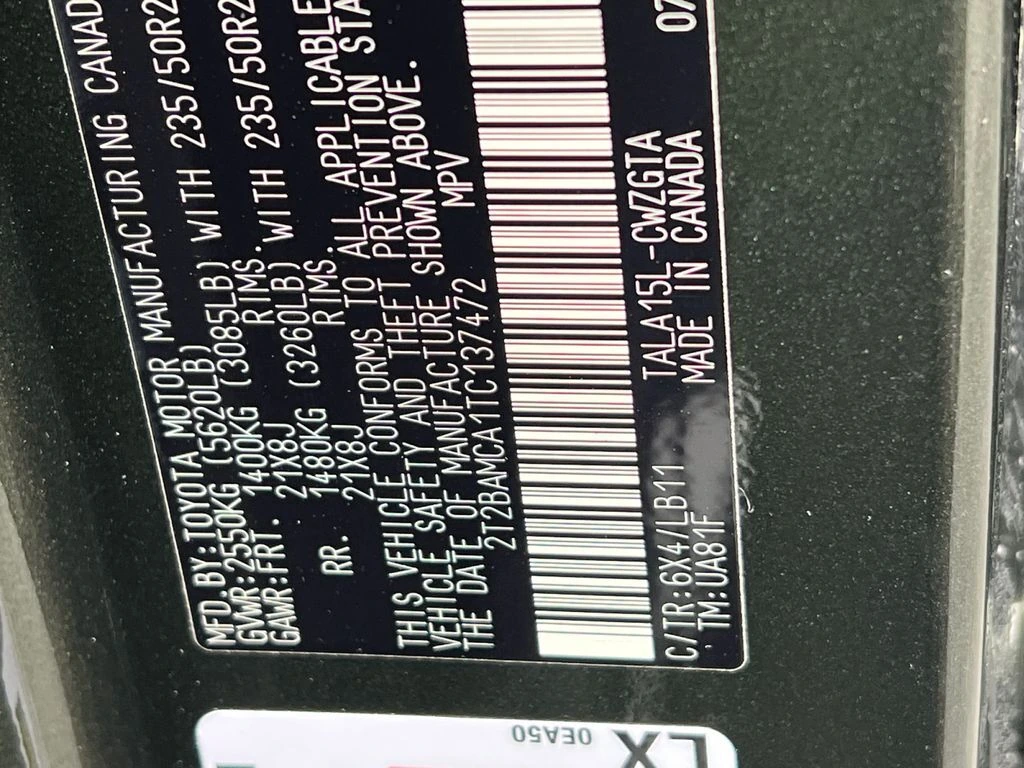 MFD.BY:TOYOTA MOTOR MANUFACTURING CANAD
GVWR:2550KG (5620LB)
GAWR:FRT. 1400KG (3085LB) WITH 235/50R2
21X8J RIMS.
RR. 1480KG (3260LB) WITH 235/50R2
21X8J RIMS.
THIS VEHICLE CONFORMS TO ALL APPLICABLE
VEHICLE SAFETY AND THEFT PREVENTION STA
THE DATE OF MANUFACTURE SHOWN ABOVE.
2T2BAMCA1TC137472 MPV
C/TR:6X4/LB11 TALA15L-CWZGTA
TM:UA81F MADE IN CANADA 07
0EA50
LX